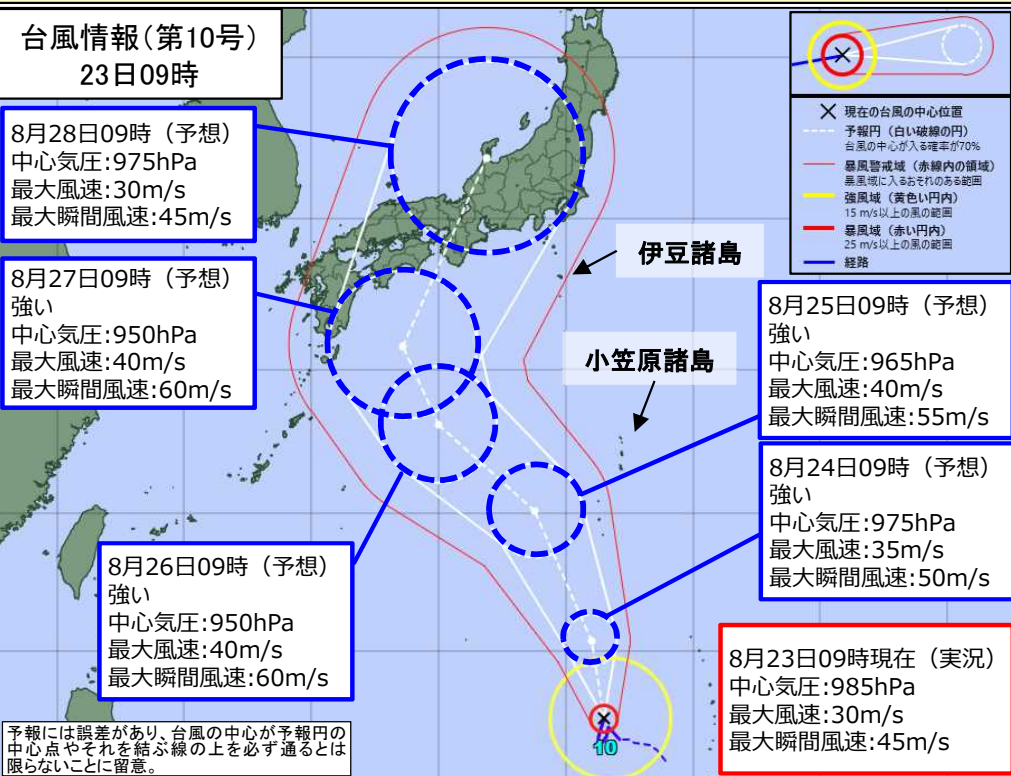 台風情報（第10号）
23日09時
8月28日09時（予想）
中心気圧:975hPa
最大風速:30m/s
最大瞬間風速:45m/s
8月27日09時（予想）
強い
中心気圧:950hPa
最大風速:40m/s
最大瞬間風速:60m/s
8月26日09時（予想）
強い
中心気圧:950hPa
最大風速:40m/s
最大瞬間風速:60m/s
予報には誤差があり、台風の中心が予報円の
中心点やそれを結ぶ線の上を必ず通るとは
限らないことに留意。
伊豆諸島
小笠原諸島
現在の台風の中心位置
予報円（白い破線の円）
台風の中心が入る確率が70%
暴風警戒域（赤線内の領域）
暴風域に入るおそれのある範囲
強風域（黄色い円内）
15 m/s以上の風の範囲
暴風域（赤い円内）
25 m/s以上の風の範囲
経路
8月25日09時（予想）
強い
中心気圧:965hPa
最大風速:40m/s
最大瞬間風速:55m/s
8月24日09時（予想）
強い
中心気圧:975hPa
最大風速:35m/s
最大瞬間風速:50m/s
8月23日09時現在（実況）
中心気圧:985hPa
最大風速:30m/s
最大瞬間風速:45m/s
10